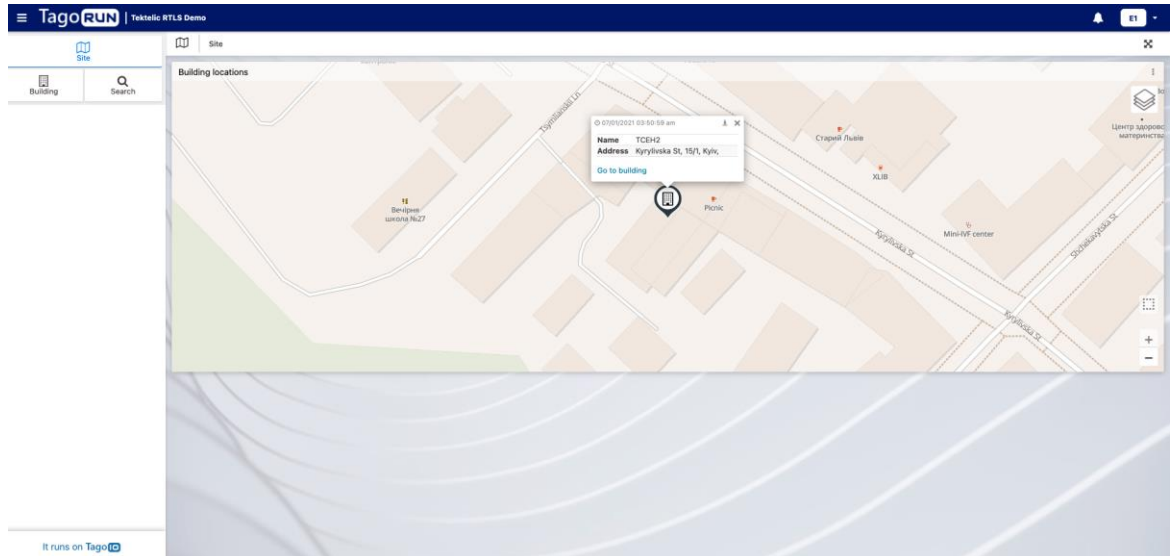 TagoRUN | Tektelic RTLS Demo
E1
Site
Building
Search
Site
Building locations
07/01/2021 03:50:59 am
Name TCEH2
Address Kyrylivska St, 15/1, Kyiv,
Go to building
Tsymlianskii Ln
Старий Львів
XLIB
Центр здоров
материнства
Вечірня
школа №27
Picnic
Mini-IVF center
Kyrylivska St
Shchekavytska St
Kyrylivska St
+
−
It runs on TagoIO